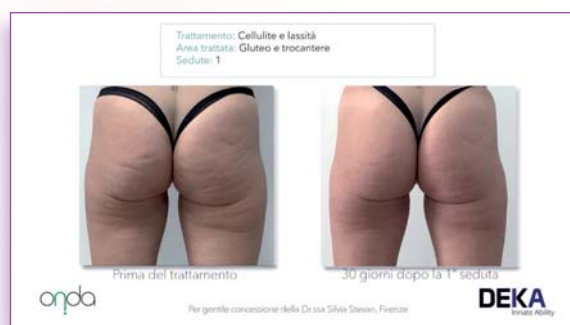 Trattamento: Cellulite e lassità
Area trattata: Gluteo e trocantere
Sedute: 1
Prima del trattamento
30 giorni dopo la 1° seduta
onda
Per gentile concessione della Dr.ssa Silvia Stevan, Firenze
DEKA
Innate Ability